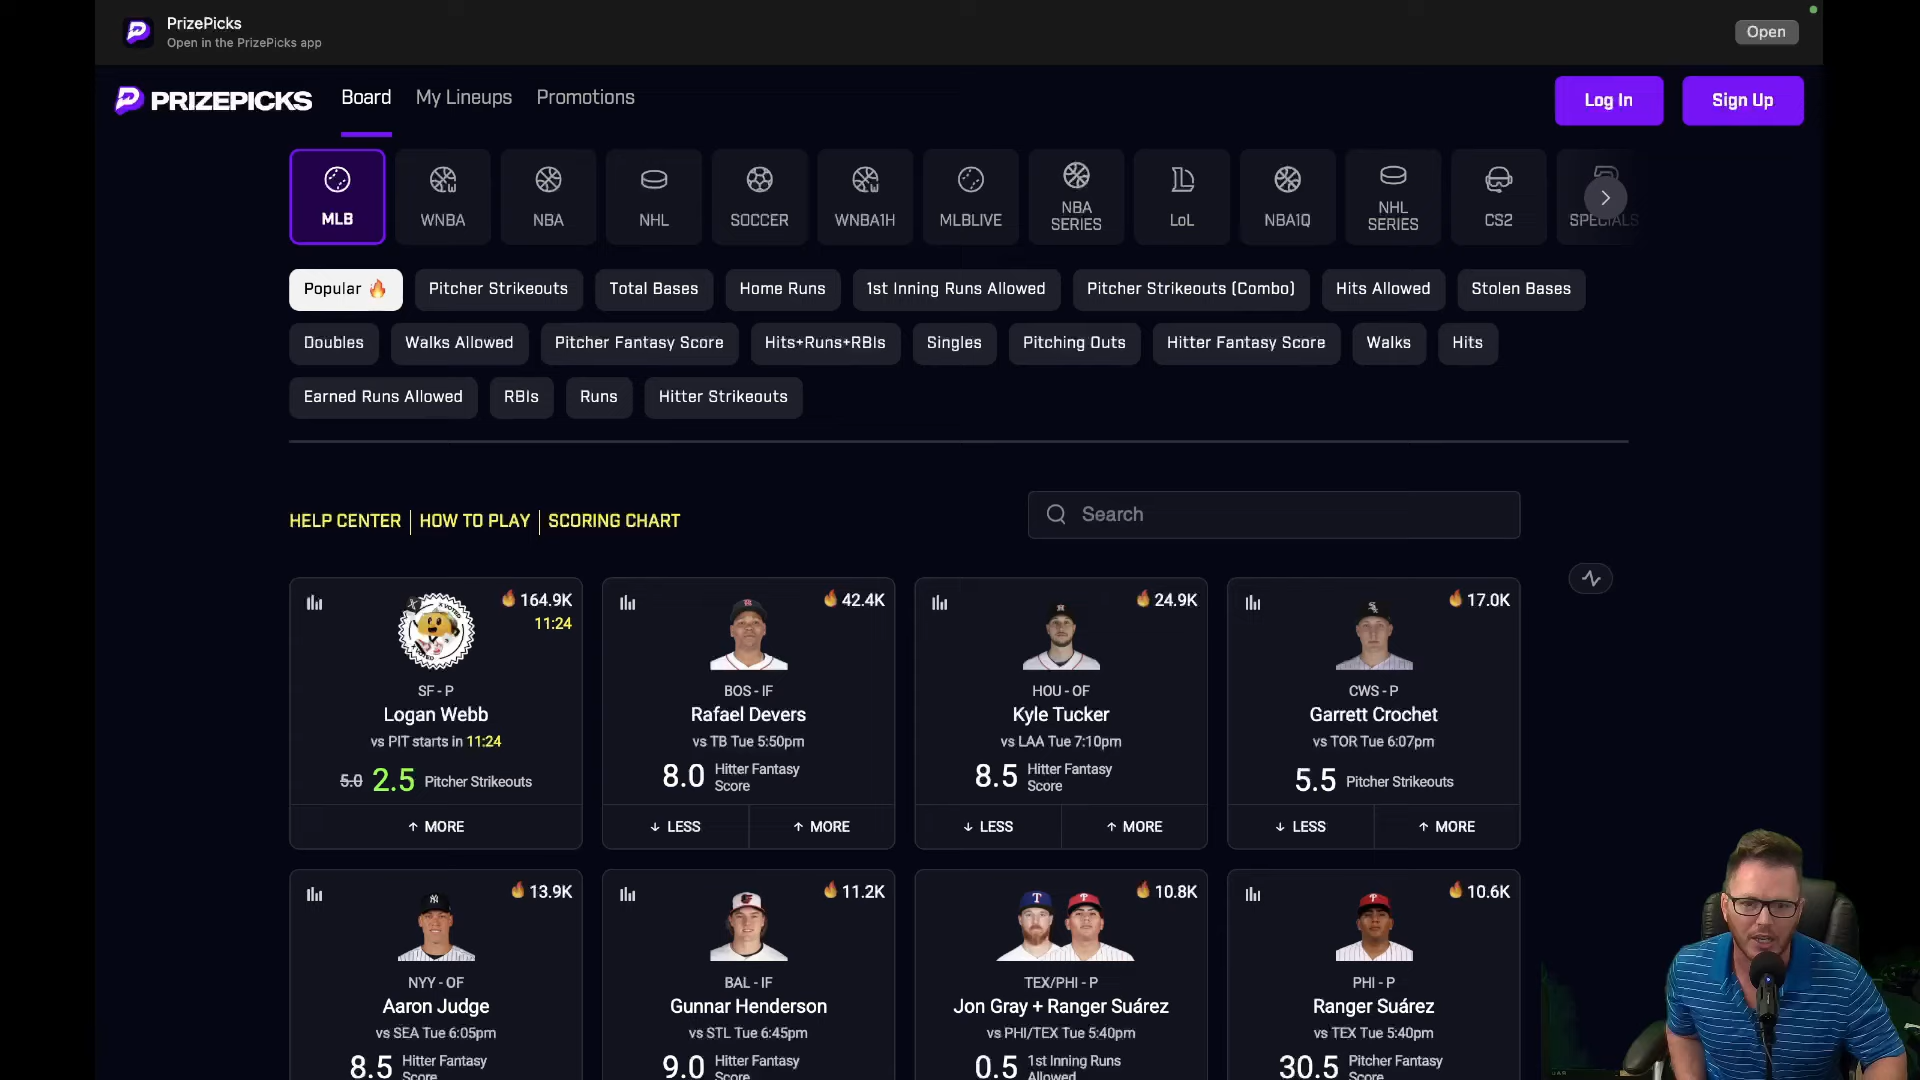 PrizePicks
Open in the PrizePicks app
Open
PRIZEPICKS
Board
My Lineups
Promotions
Log In
Sign Up
MLB
WNBA
NBA
NHL
SOCCER
WNBA1H
MLBLIVE
NBA
SERIES
LoL
NBA1Q
NHL
SERIES
CS2
SPECIALS
Popular 🔥
Pitcher Strikeouts
Total Bases
Home Runs
1st Inning Runs Allowed
Pitcher Strikeouts (Combo)
Hits Allowed
Stolen Bases
Doubles
Walks Allowed
Pitcher Fantasy Score
Hits+Runs+RBIs
Singles
Pitching Outs
Hitter Fantasy Score
Walks
Hits
Earned Runs Allowed
RBIs
Runs
Hitter Strikeouts
HELP CENTER | HOW TO PLAY | SCORING CHART
Search
164.9K
11:24
SF - P
Logan Webb
vs PIT starts in 11:24
5.0 2.5 Pitcher Strikeouts
↑ MORE
42.4K
BOS - IF
Rafael Devers
vs TB Tue 5:50pm
8.0 Hitter Fantasy
Score
↓ LESS
↑ MORE
24.9K
HOU - OF
Kyle Tucker
vs LAA Tue 7:10pm
8.5 Hitter Fantasy
Score
↓ LESS
↑ MORE
17.0K
CWS - P
Garrett Crochet
vs TOR Tue 6:07pm
5.5 Pitcher Strikeouts
↓ LESS
↑ MORE
13.9K
NYY - OF
Aaron Judge
vs SEA Tue 6:05pm
8.5 Hitter Fantasy
Score
11.2K
BAL - IF
Gunnar Henderson
vs STL Tue 6:45pm
9.0 Hitter Fantasy
Score
10.8K
TEX/PHI - P
Jon Gray + Ranger Suárez
vs PHI/TEX Tue 5:40pm
0.5 1st Inning Runs
Allowed
10.6K
PHI - P
Ranger Suárez
vs TEX Tue 5:40pm
30.5 Pitcher Fantasy
Score